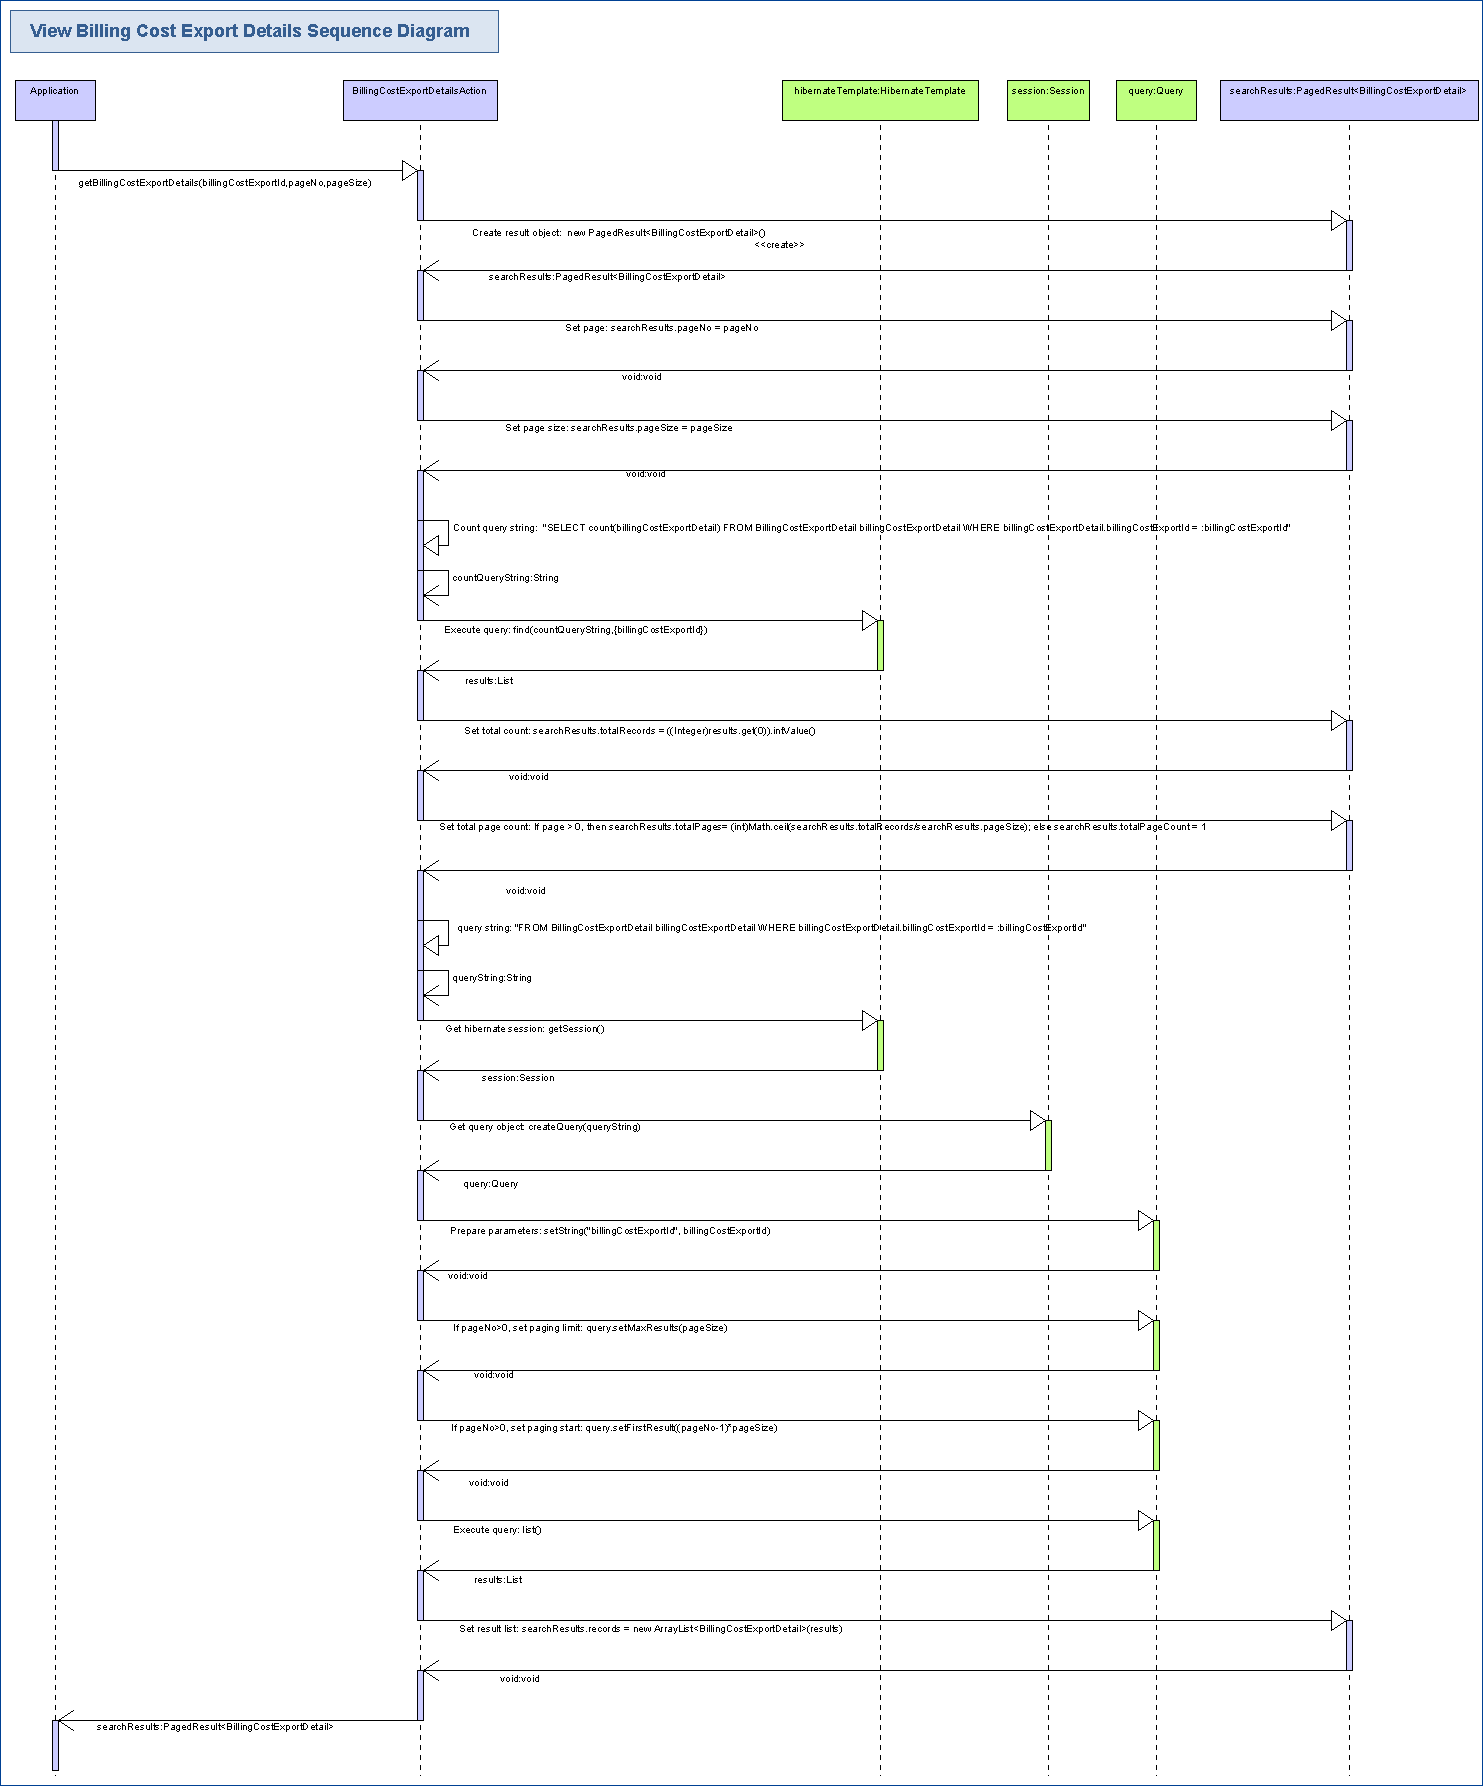 View Billing Cost Export Details Sequence Diagram
Application
BillingCostExportDetailsAction
hibernateTemplate:HibernateTemplate
session:Session
query:Query
searchResults:PagedResult<BillingCostExportDetail>
getBillingCostExportDetails(billingCostExportId,pageNo,pageSize)
Create result object:  new PagedResult<BillingCostExportDetail>()
<<create>>
searchResults:PagedResult<BillingCostExportDetail>
Set page: searchResults.pageNo = pageNo
void:void
Set page size: searchResults.pageSize = pageSize
void:void
Count query string:  "SELECT count(billingCostExportDetail) FROM BillingCostExportDetail billingCostExportDetail WHERE billingCostExportDetail.billingCostExportId = :billingCostExportId"
countQueryString:String
Execute query: find(countQueryString,{billingCostExportId})
results:List
Set total count: searchResults.totalRecords = ((Integer)results.get(0)).intValue()
void:void
Set total page count: If page > 0, then searchResults.totalPages= (int)Math.ceil(searchResults.totalRecords/searchResults.pageSize); else searchResults.totalPageCount = 1
void:void
query string: "FROM BillingCostExportDetail billingCostExportDetail WHERE billingCostExportDetail.billingCostExportId = :billingCostExportId"
queryString:String
Get hibernate session: getSession()
session:Session
Get query object: createQuery(queryString)
query:Query
Prepare parameters: setString("billingCostExportId", billingCostExportId)
void:void
If pageNo>0, set paging limit: query.setMaxResults(pageSize)
void:void
If pageNo>0, set paging start: query.setFirstResult((pageNo-1)*pageSize)
void:void
Execute query: list()
results:List
Set result list: searchResults.records = new ArrayList<BillingCostExportDetail>(results)
void:void
searchResults:PagedResult<BillingCostExportDetail>